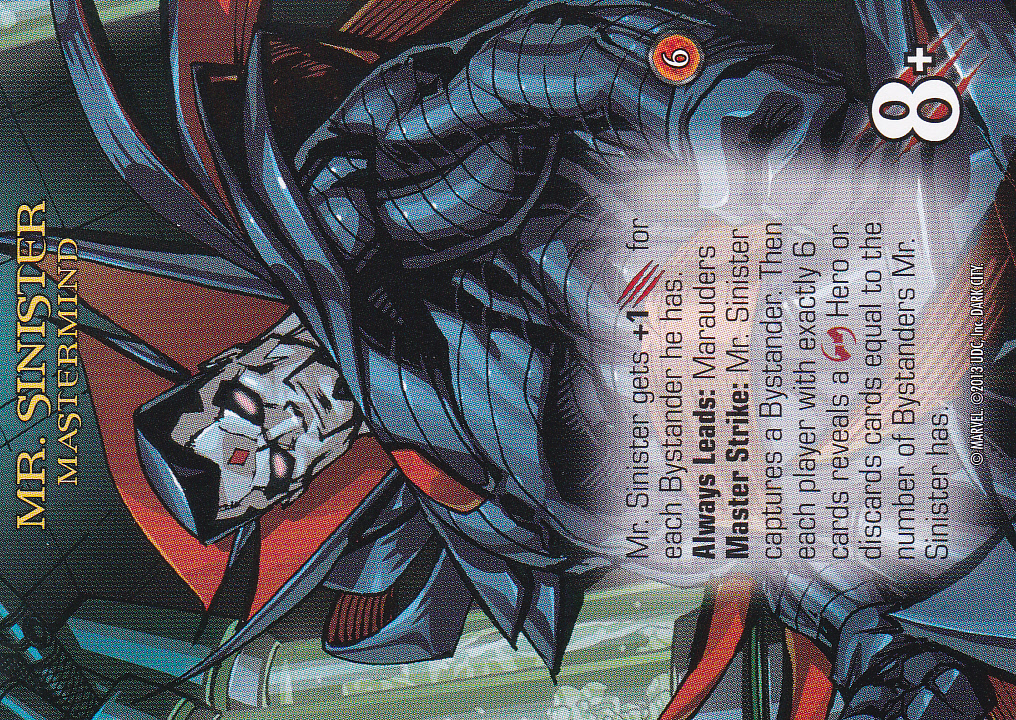 MR. SINISTER
MASTERMIND
Mr. Sinister gets +1 for
each Bystander he has.
Always Leads: Marauders
6
Master Strike: Mr. Sinister
captures a Bystander. Then
each player with exactly 6
cards reveals a Hero or
discards cards equal to the
number of Bystanders Mr.
Sinister has.
8+
© MARVEL. ©2013 UDC, Inc. DARK CITY.